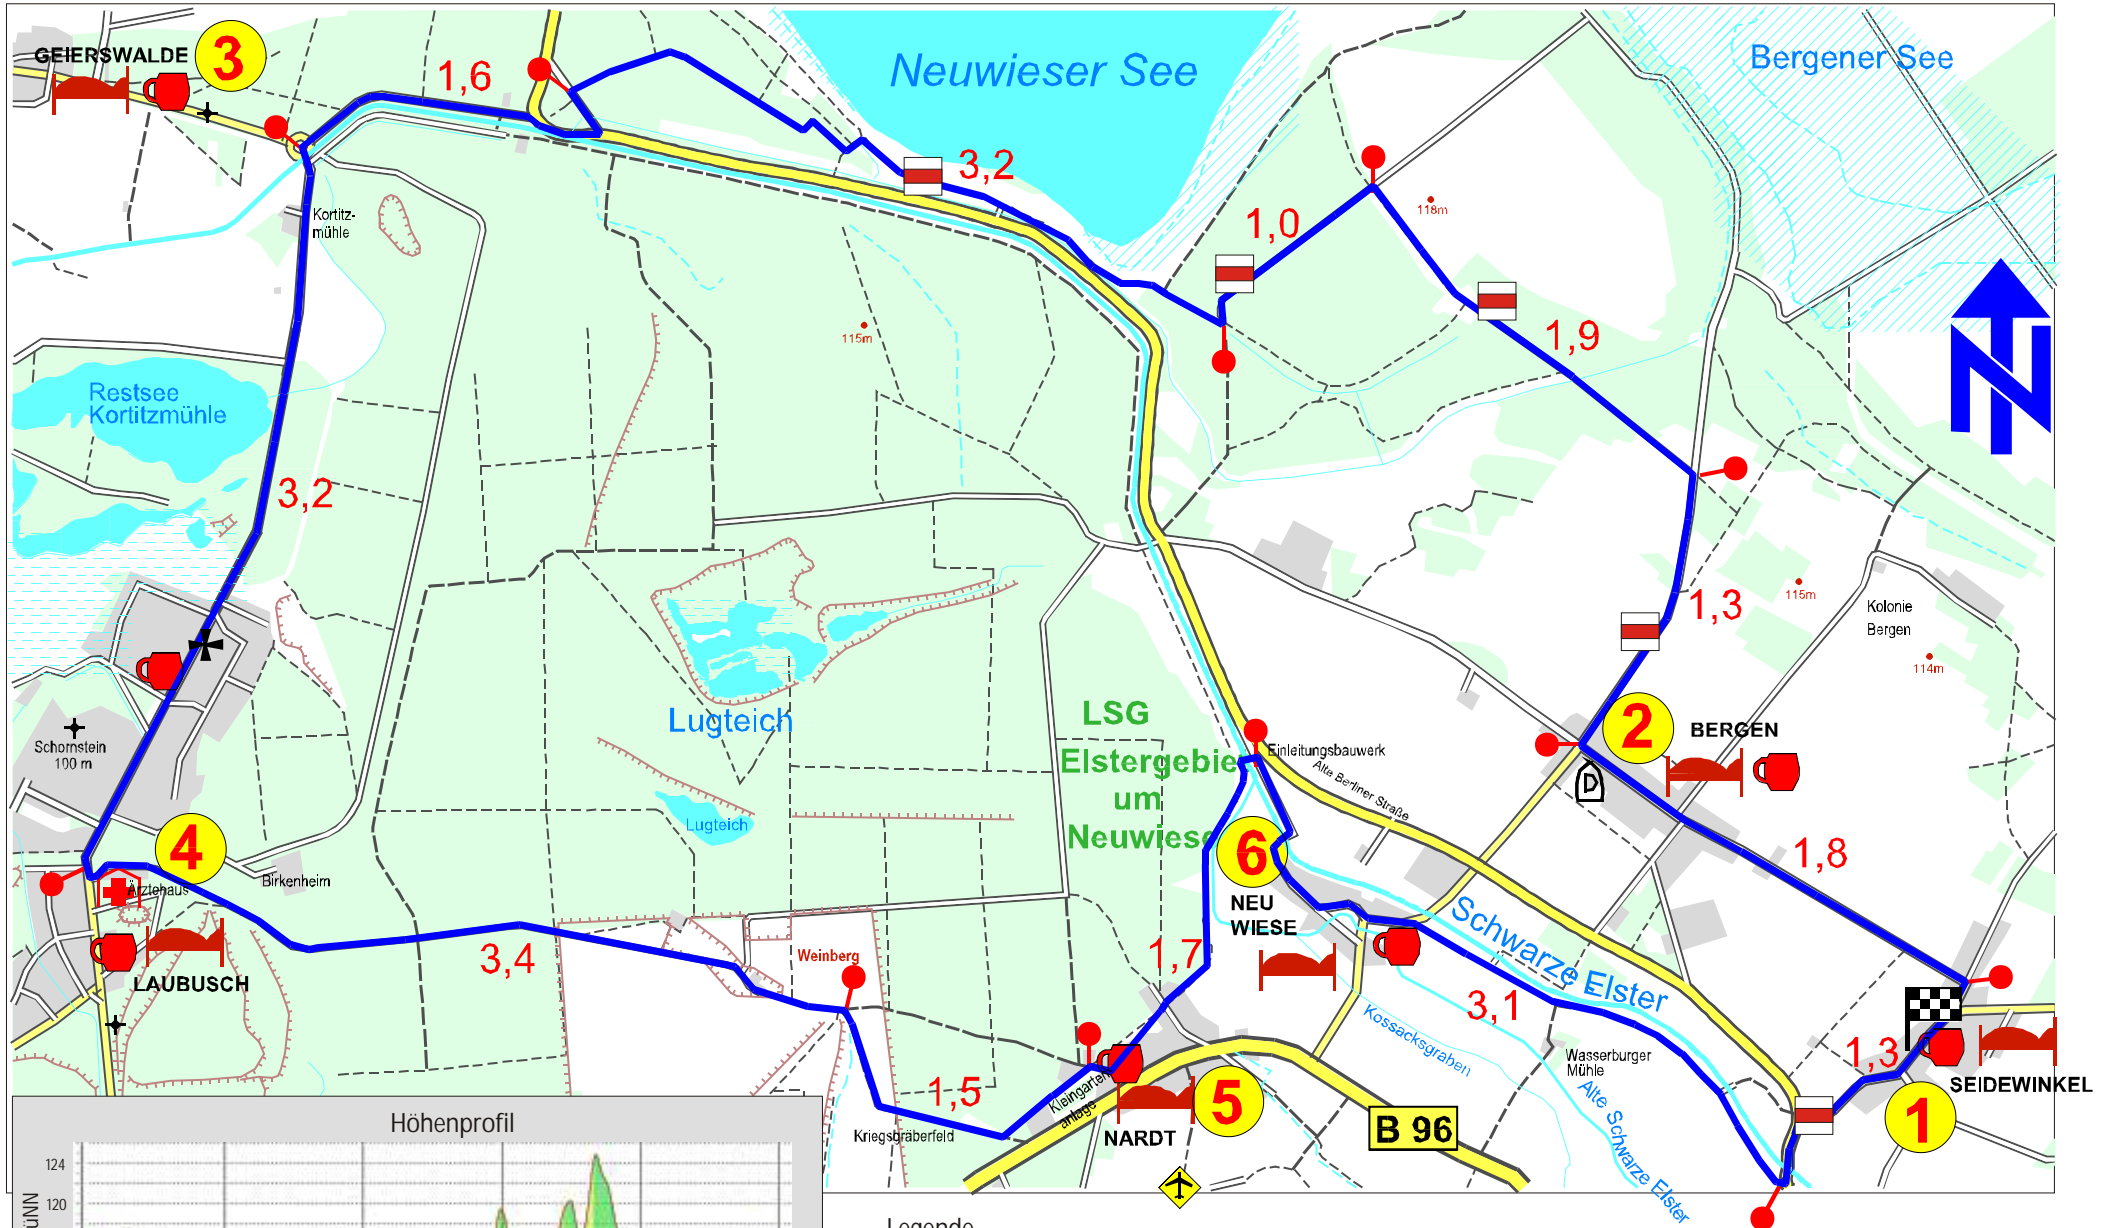 GEIERSWALDE
3
1,6
Neuwieser See
Bergener See
3,2
1,0
118m
Kortitz-
mühle
115m
1,9
Restsee
Kortitzmühle
3,2
1,3
115m
Kolonie
Bergen
114m
Lugteich
LSG
Elstergebie
um
Neuwiese
2
BERGEN
Einleitungsbauwerk
Alte Berliner Straße
D
Schornstein
100 m
Lugteich
4
Ärztehaus
Birkenheim
6
1,8
NEU
WIESE
Schwarze Elster
LAUBUSCH
3,4
Weinberg
1,7
3,1
Kossacksgraben
Wasserburger
Mühle
1,3
SEIDEWINKEL
1
Alte Schwarze Elster
1,5
Kleingarten
anlage
Kriegsgräberfeld
NARDT
5
B 96
N
Höhenprofil
124
120
üNN
Legende